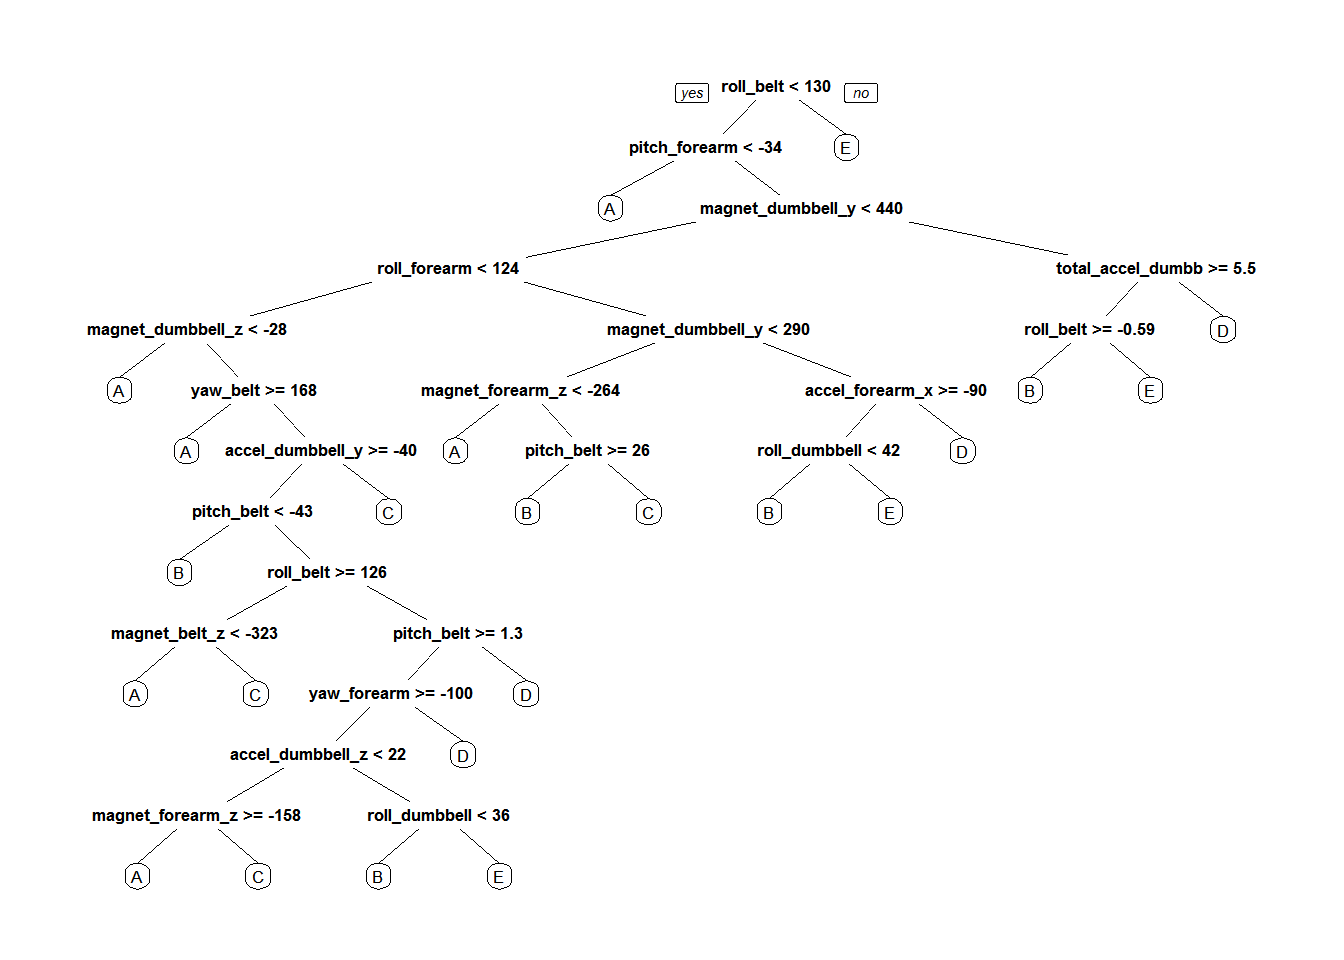 yes roll_belt < 130 no
pitch_forearm < -34 E
A magnet_dumbbell_y < 440
roll_forearm < 124 total_accel_dumbb >= 5.5
magnet_dumbbell_z < -28 magnet_dumbbell_y < 290 roll_belt >= -0.59 D
A yaw_belt >= 168 magnet_forearm_z < -264 accel_forearm_x >= -90 B E
A accel_dumbbell_y >= -40 A pitch_belt >= 26 roll_dumbbell < 42 D
pitch_belt < -43 C B C B E
B roll_belt >= 126
magnet_belt_z < -323 pitch_belt >= 1.3
A C yaw_forearm >= -100 D
accel_dumbbell_z < 22 D
magnet_forearm_z >= -158 roll_dumbbell < 36
A C B E